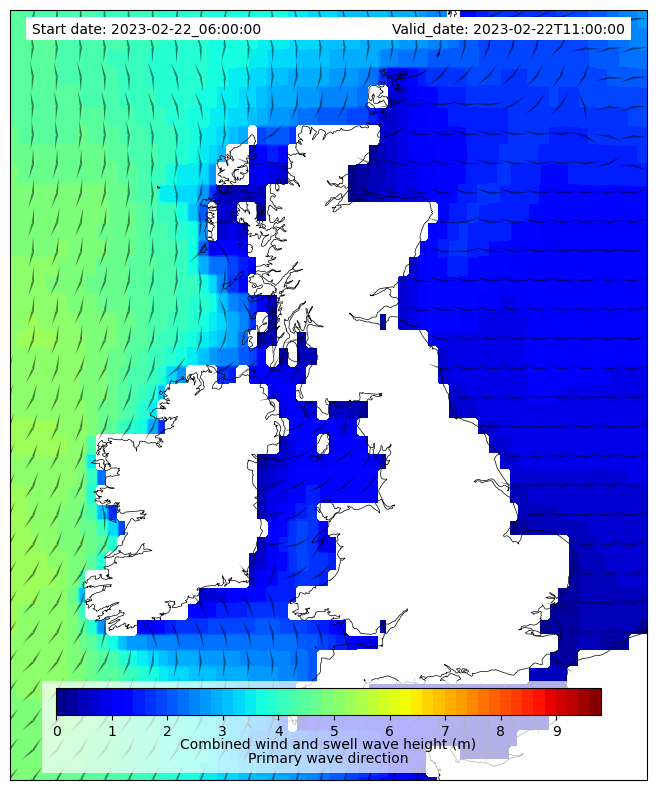 Start date: 2023-02-22_06:00:00 Valid_date: 2023-02-22T11:00:00
0 1 2 3 4 5 6 7 8 9
Combined wind and swell wave height (m)
Primary wave direction